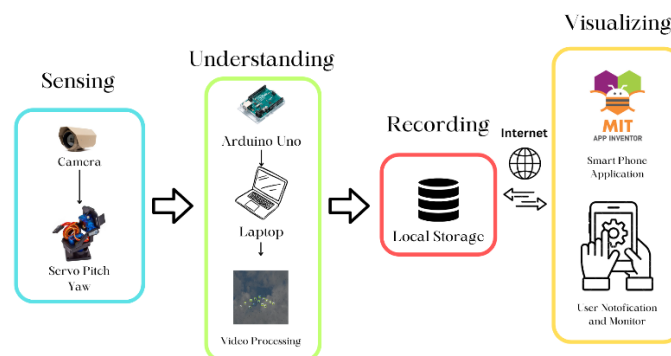 Sensing
Camera
Servo Pitch
Yaw
Understanding
Arduino Uno
Laptop
Video Processing
Recording
Local Storage
Internet
Visualizing
MIT
APP INVENTOR
Smart Phone
Application
User Notofication
and Monitor